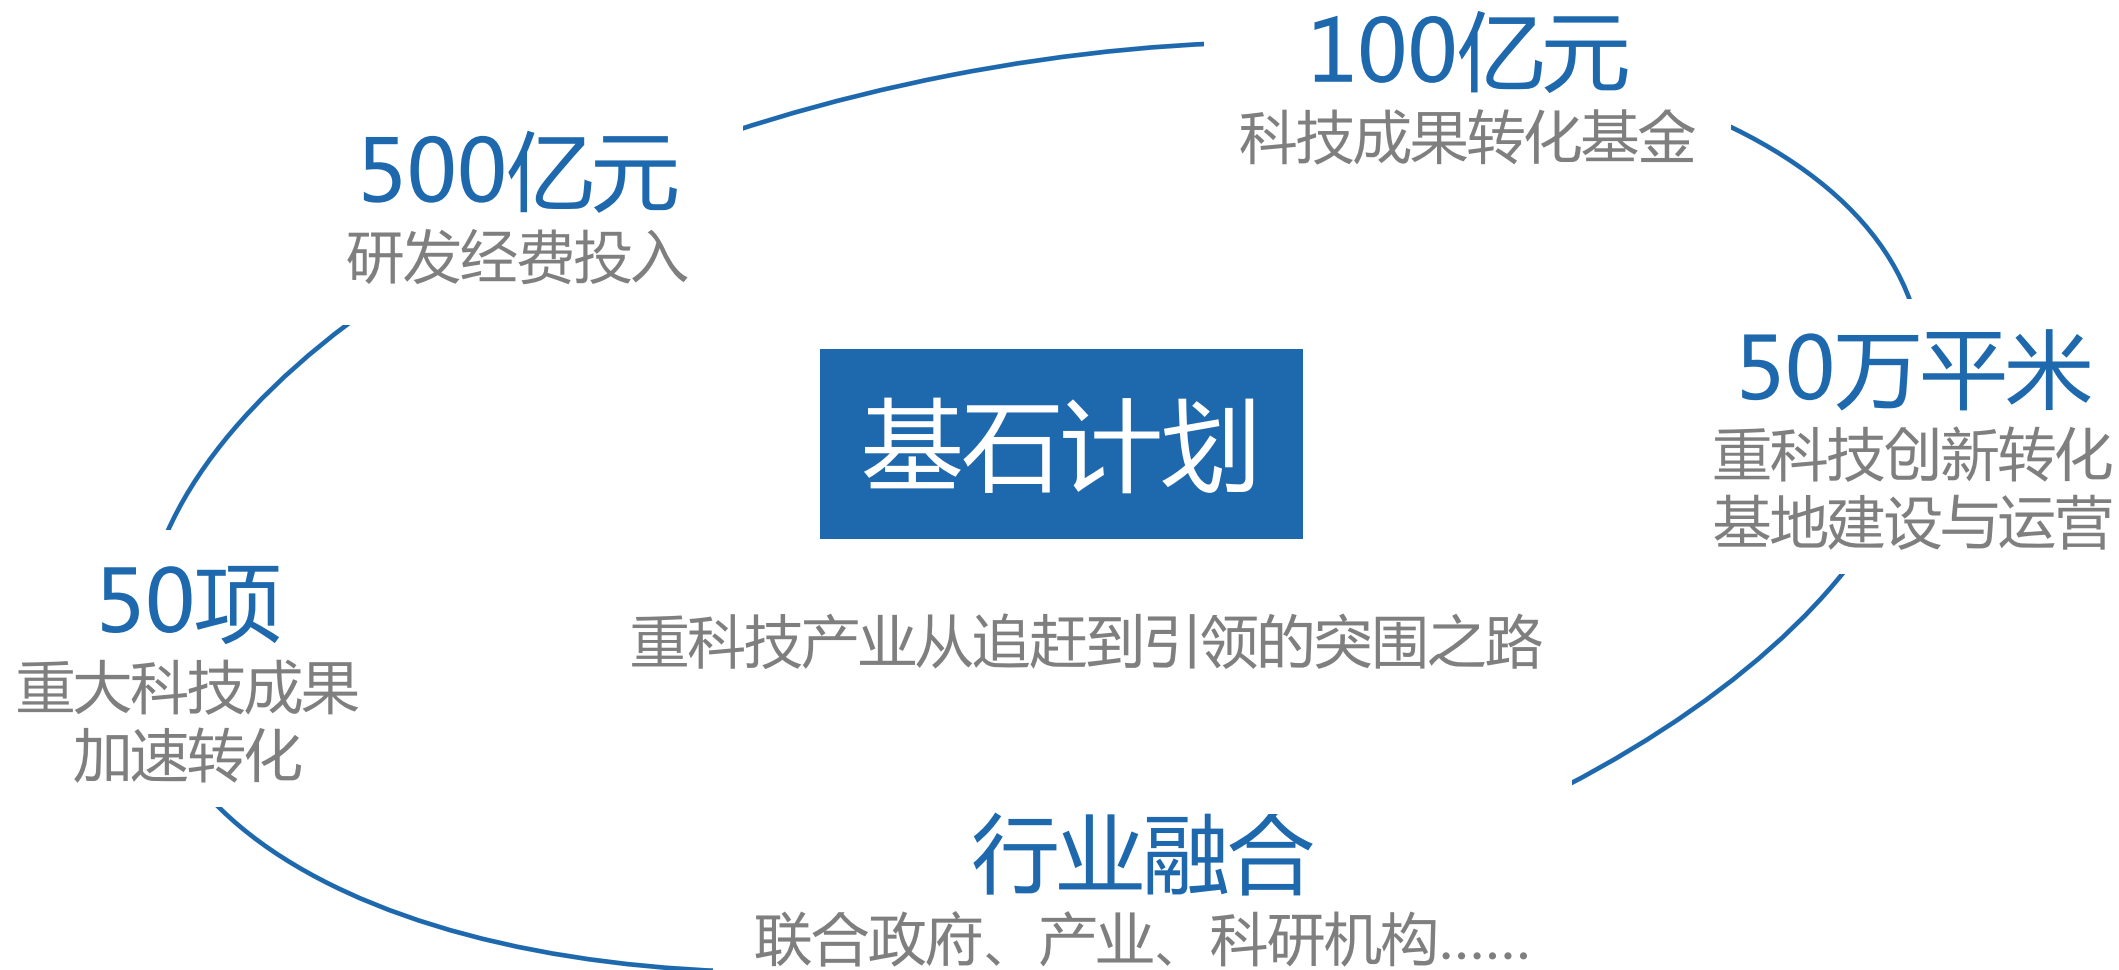 100亿元
科技成果转化基金
500亿元
研发经费投入
50万平米
重科技创新转化
基地建设与运营
基石计划
重科技产业从追赶到引领的突围之路
50项
重大科技成果
加速转化
行业融合
联合政府、产业、科研机构……